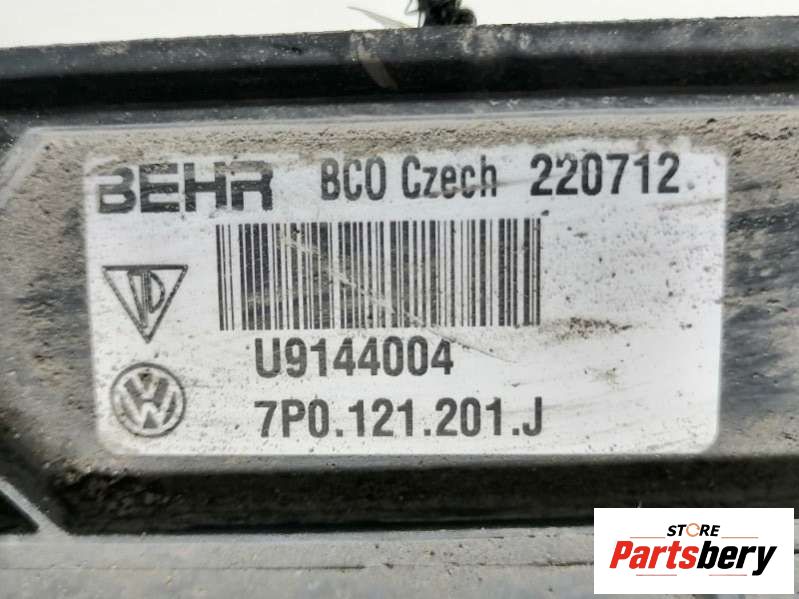 BEHR BCO Czech 220712
U9144004
7P0.121.201.J
STORE
Partsbery